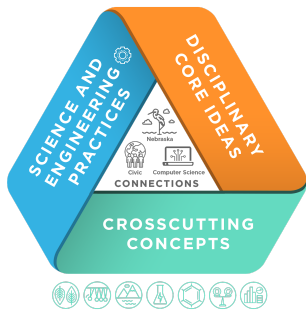 SCIENCE AND
ENGINEERING
PRACTICES
DISCIPLINARY
CORE IDEAS
Nebraska
Civic
Computer Science
CONNECTIONS
CROSSCUTTING
CONCEPTS